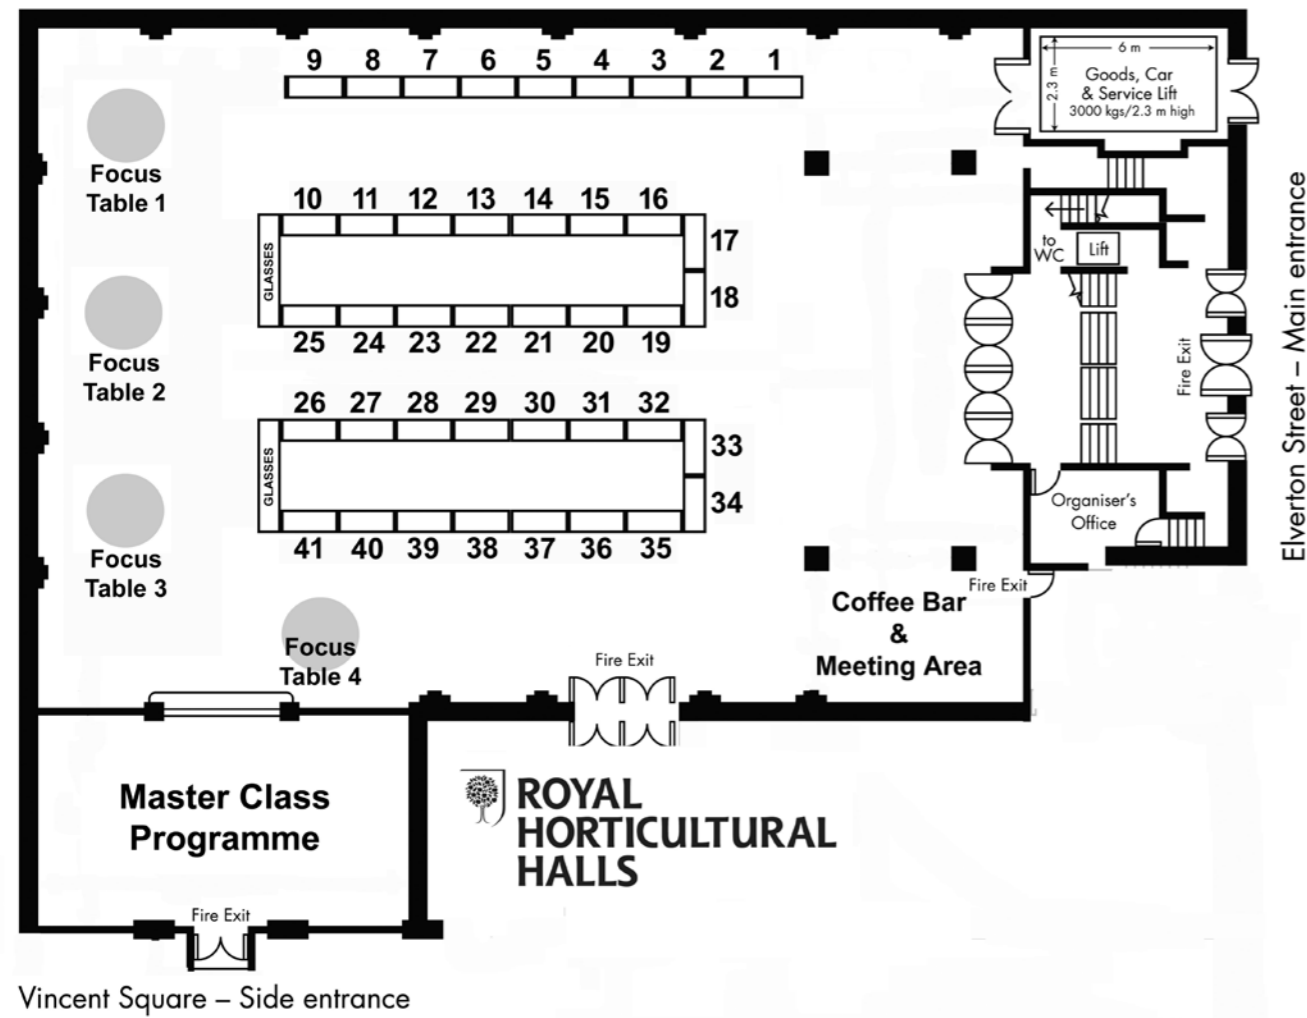 9 8 7 6 5 4 3 2 1
6 m
2.3 m
Goods, Car
& Service Lift
3000 kgs/2.3 m high
Focus
Table 1
10 11 12 13 14 15 16
GLASSES
17
18
25 24 23 22 21 20 19
to
WC
Lift
Focus
Table 2
Fire Exit
Elverton Street – Main entrance
26 27 28 29 30 31 32
GLASSES
33
34
41 40 39 38 37 36 35
Organiser's
Office
Focus
Table 3
Fire Exit
Coffee Bar
&
Meeting Area
Focus
Table 4
Fire Exit
Master Class
Programme
ROYAL
HORTICULTURAL
HALLS
Fire Exit
Vincent Square – Side entrance